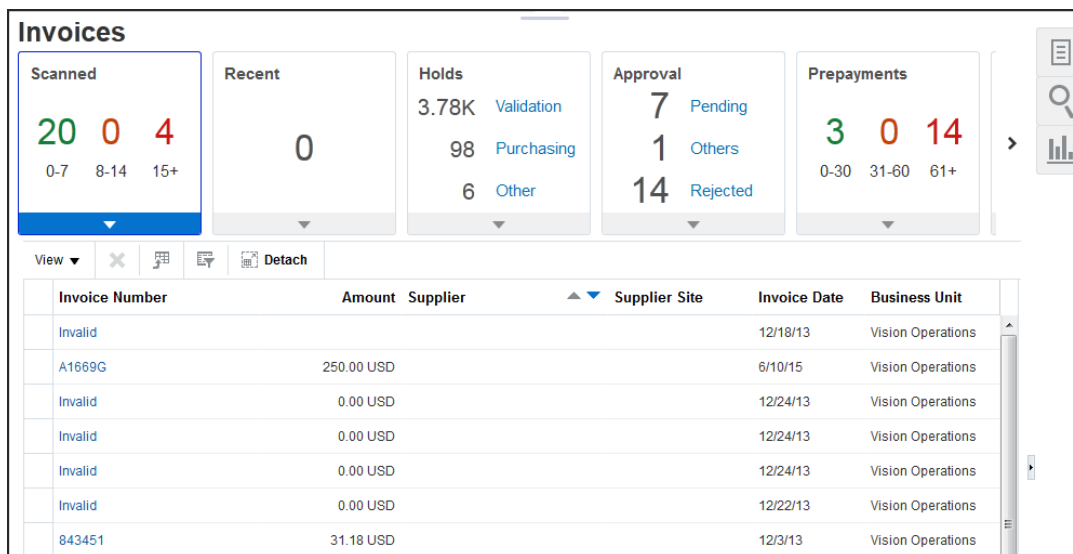 Invoices
Scanned
20 0 4
0-7 8-14 15+
Recent
0
Holds
3.78K Validation
98 Purchasing
6 Other
Approval
7 Pending
1 Others
14 Rejected
Prepayments
3 0 14
0-30 31-60 61+
View Detach
Invoice Number Amount Supplier Supplier Site Invoice Date Business Unit
Invalid 12/18/13 Vision Operations
A1669G 250.00 USD 6/10/15 Vision Operations
Invalid 0.00 USD 12/24/13 Vision Operations
Invalid 0.00 USD 12/24/13 Vision Operations
Invalid 0.00 USD 12/24/13 Vision Operations
Invalid 0.00 USD 12/22/13 Vision Operations
843451 31.18 USD 12/3/13 Vision Operations